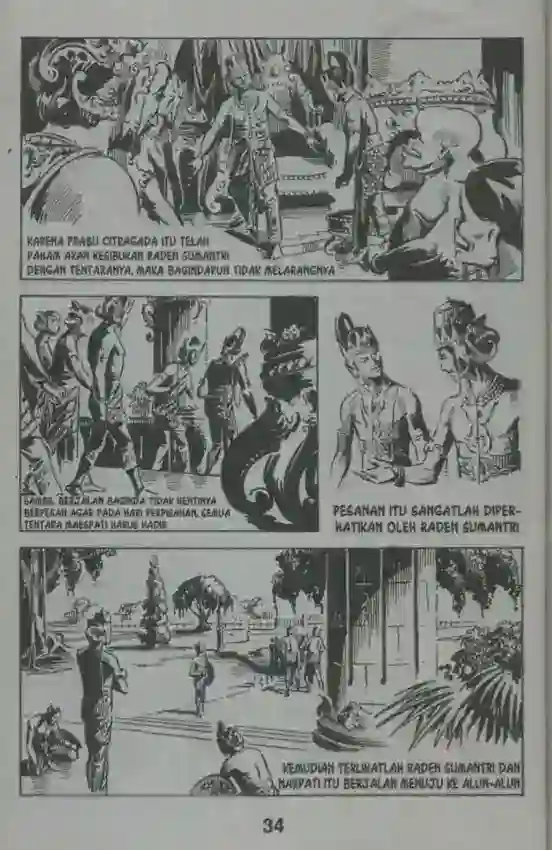 KARENA PRABU CITRAGADA ITU TELAH
PAHAM AKAN KESIBUKAN RADEN SUMANTRI
DENGAN TENTARANYA, MAKA BAGINDAPUN TIDAK MELARANGNYA
SAMBIL BERJALAN BAGINDA TIDAK HENTINYA
BERPESAN AGAR PADA HARI PERPISAHAN, SEMUA
TENTARA MAESPATI HARUS HADIR
PESANAN ITU SANGATLAH DIPER-
HATIKAN OLEH RADEN SUMANTRI
KEMUDIAN TERLIHATLAH RADEN SUMANTRI DAN
NARPATI ITU BERJALAN MENUJU KE ALUN-ALUN
34